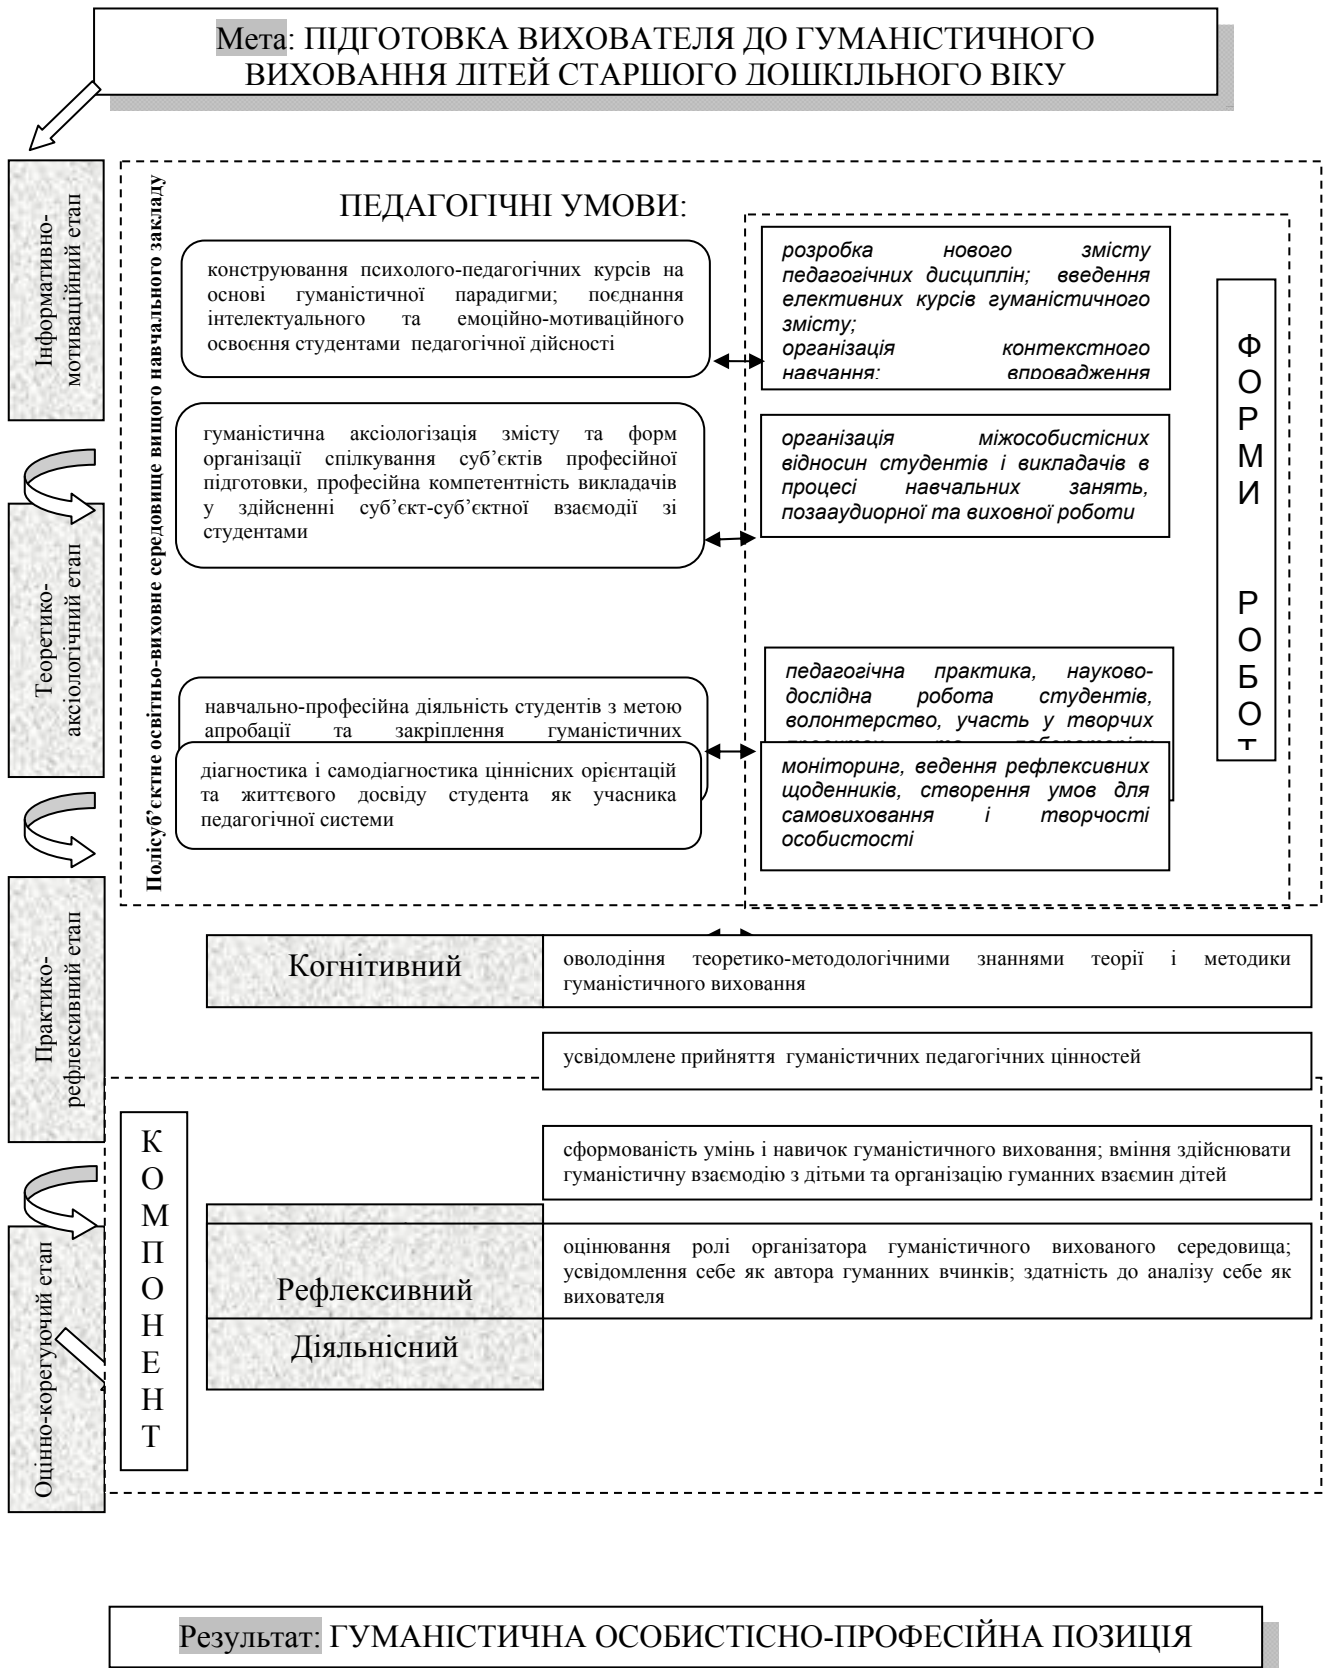 Мета: ПІДГОТОВКА ВИХОВАТЕЛЯ ДО ГУМАНІСТИЧНОГО
ВИХОВАННЯ ДІТЕЙ СТАРШОГО ДОШКІЛЬНОГО ВІКУ
Інформативно-
мотиваційний етап
Теоретико-
аксіологічний етап
Практико-
рефлексивний етап
Оцінно-корегуючий етап
Полісуб’єктне освітньо-виховне середовище вищого навчального закладу
ПЕДАГОГІЧНІ УМОВИ:
конструювання психолого-педагогічних курсів на
основі гуманістичної парадигми; поєднання
інтелектуального та емоційно-мотиваційного
освоєння студентами педагогічної дійсності
розробка нового змісту
педагогічних дисциплін; введення
елективних курсів гуманістичного
змісту;
організація контекстного
навчання; впровадження
гуманістична аксіологізація змісту та форм
організації спілкування суб’єктів професійної
підготовки, професійна компетентність викладачів
у здійсненні суб’єкт-суб’єктної взаємодії зі
студентами
організація міжособистісних
відносин студентів і викладачів в
процесі навчальних занять,
позааудиорної та виховної роботи
навчально-професійна діяльність студентів з метою
апробації та закріплення гуманістичних
педагогічна практика, науково-
дослідна робота студентів,
волонтерство, участь у творчих
діагностика і самодіагностика ціннісних орієнтацій
та життєвого досвіду студента як учасника
педагогічної системи
моніторинг, ведення рефлексивних
щоденників, створення умов для
самовиховання і творчості
особистості
Ф
О
Р
М
И
Р
О
Б
О
Т
Когнітивний
оволодіння теоретико-методологічними знаннями теорії і методики
гуманістичного виховання
усвідомлене прийняття гуманістичних педагогічних цінностей
сформованість умінь і навичок гуманістичного виховання; вміння здійснювати
гуманістичну взаємодію з дітьми та організацію гуманних взаємин дітей
К
О
М
П
О
Н
Е
Н
Т
Рефлексивний
оцінювання ролі організатора гуманістичного вихованого середовища;
усвідомлення себе як автора гуманних вчинків; здатність до аналізу себе як
вихователя
Діяльнісний
Результат: ГУМАНІСТИЧНА ОСОБИСТІСНО-ПРОФЕСІЙНА ПОЗИЦІЯ